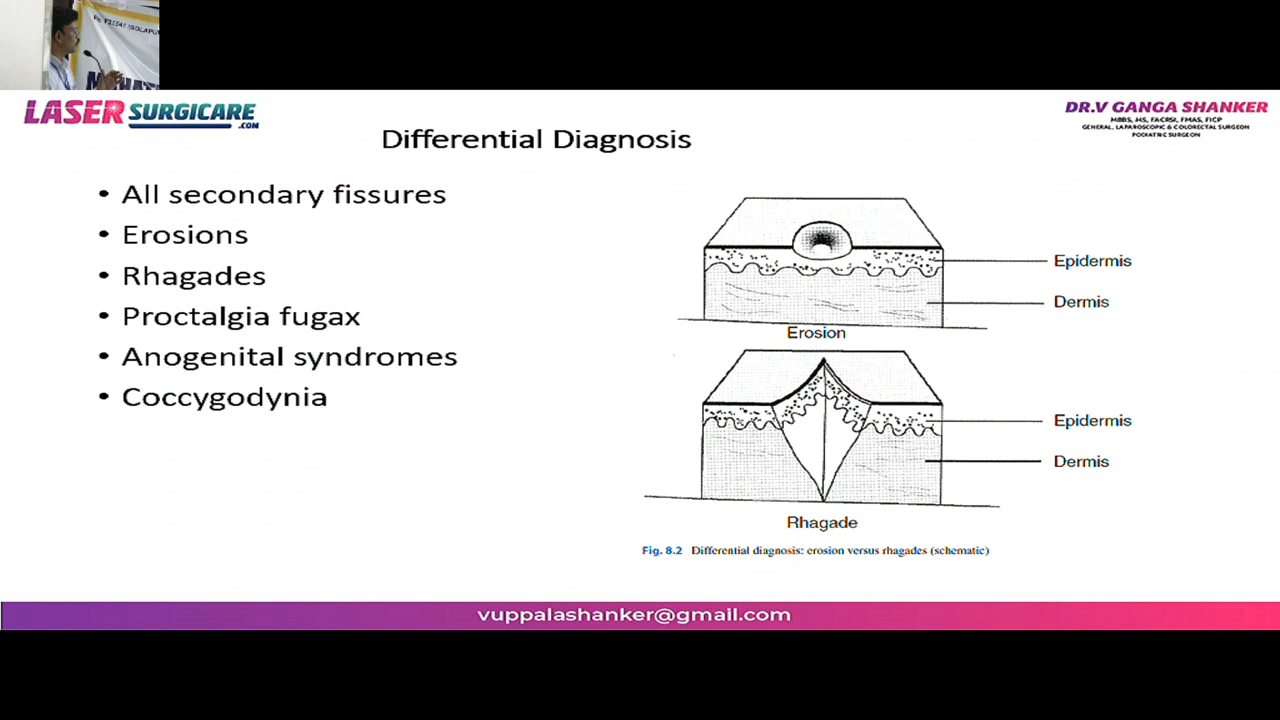 LASER SURGICARE
.COM
DR.V GANGA SHANKER
MBBS, MS, FACRSI, FMAS, FICP
GENERAL, LAPAROSCOPIC & COLORECTAL SURGEON
PODIATRIC SURGEON
Differential Diagnosis
• All secondary fissures
• Erosions
• Rhagades
• Proctalgia fugax
• Anogenital syndromes
• Coccygodynia
Epidermis
Dermis
Erosion
Epidermis
Dermis
Rhagade
Fig. 8.2 Differential diagnosis: erosion versus rhagades (schematic)
vuppalashanker@gmail.com